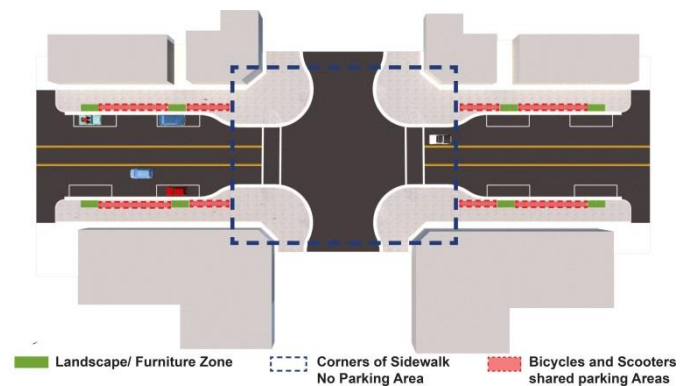 Landscape/ Furniture Zone
Corners of Sidewalk
No Parking Area
Bicycles and Scooters
shared parking Areas